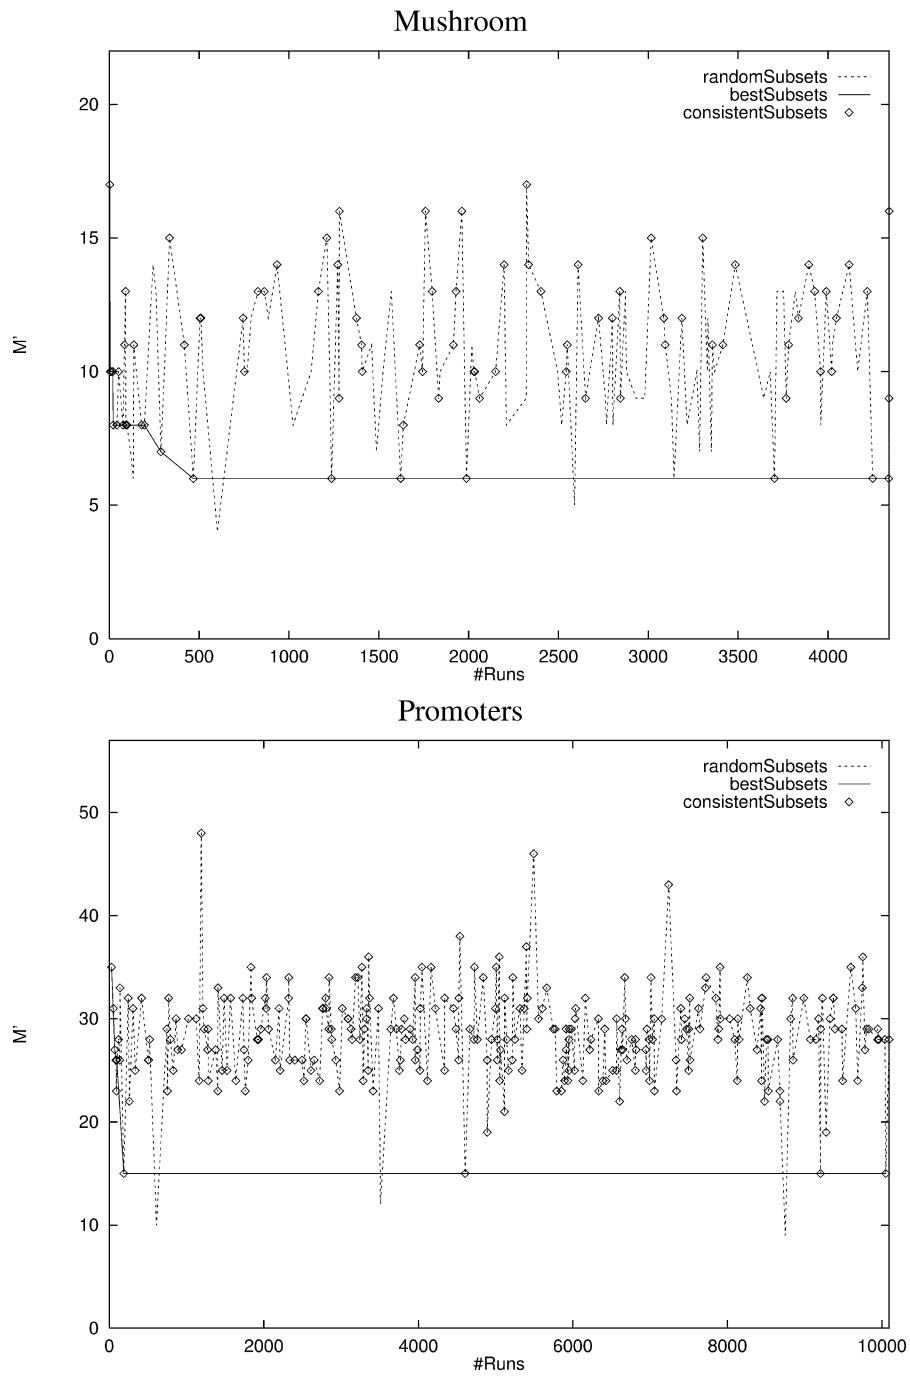 Mushroom
randomSubsets
bestSubsets
consistentSubsets
20
15
10
5
0
M'
0 500 1000 1500 2000 2500 3000 3500 4000
#Runs
Promoters
randomSubsets
bestSubsets
consistentSubsets
50
40
30
20
10
0
M'
0 2000 4000 6000 8000 10000
#Runs